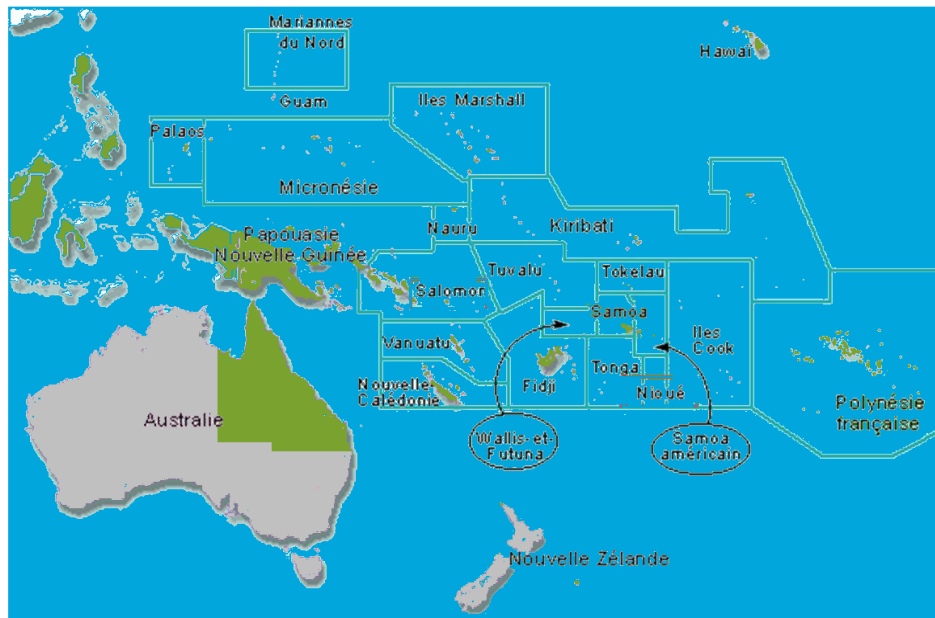 Mariannes
du Nord
Hawaï
Guam
Iles Marshall
Palaos
Micronésie
Nauru
Kiribati
Papouasie
Nouvelle Guinée
Tuvalu
Tokelau
Salomon
Samoa
Vanuatu
Iles
Cook
Tonga
Fidji
Nioué
Nouvelle
Calédonie
Polynésie
française
Australie
Wallis-et-
Futuna
Samoa
américain
Nouvelle Zélande